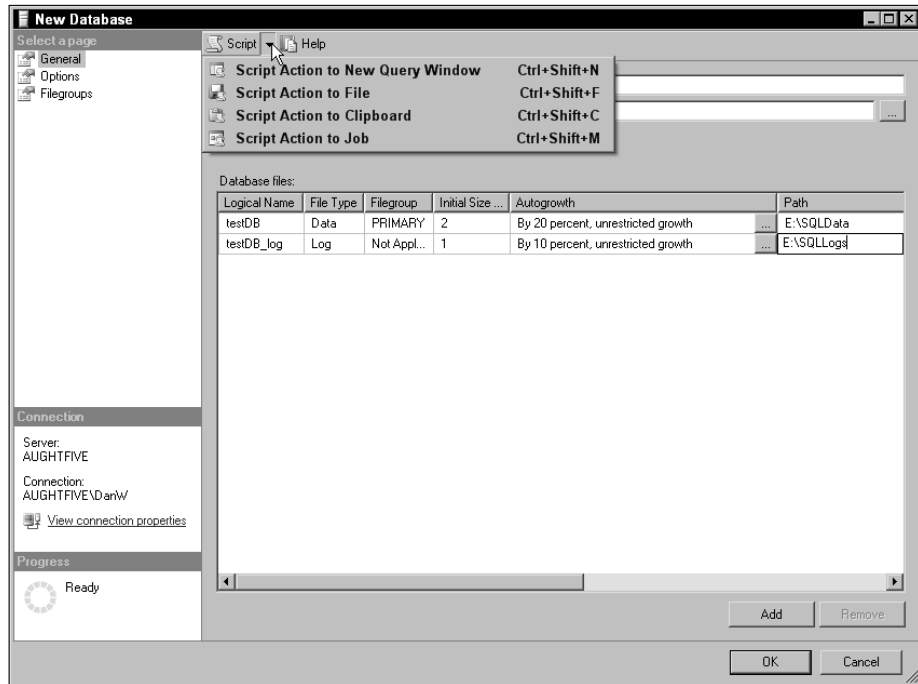 New Database
Select a page
General
Options
Filegroups
Script
Help
Script Action to New Query Window Ctrl+Shift+N
Script Action to File Ctrl+Shift+F
Script Action to Clipboard Ctrl+Shift+C
Script Action to Job Ctrl+Shift+M
...
Database files:
Logical Name File Type Filegroup Initial Size ... Autogrowth Path
testDB Data PRIMARY 2 By 20 percent, unrestricted growth ... E:\SQLData
testDB_log Log Not Appl... 1 By 10 percent, unrestricted growth ... E:\SQLLogs
Connection
Server:
AUGHTFIVE
Connection:
AUGHTFIVE\DanW
View connection properties
Progress
Ready
Add Remove
OK Cancel